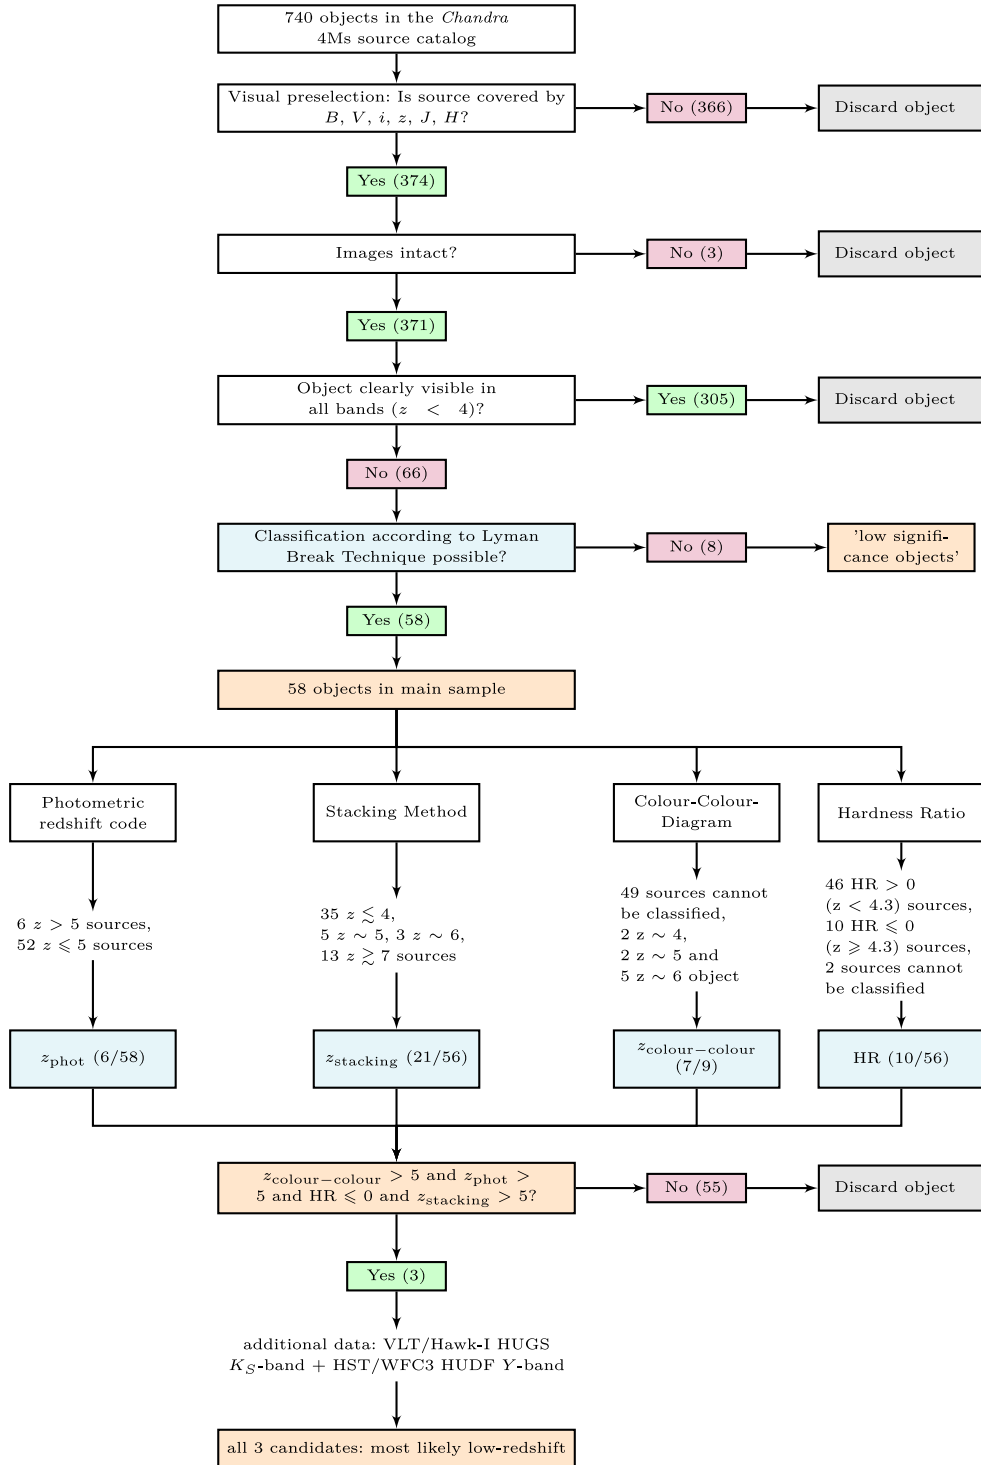 740 objects in the Chandra
4Ms source catalog
Visual preselection: Is source covered by
B, V, i, z, J, H?
No (366)
Discard object
Yes (374)
Images intact?
No (3)
Discard object
Yes (371)
Object clearly visible in
all bands (z < 4)?
Yes (305)
Discard object
No (66)
Classification according to Lyman
Break Technique possible?
No (8)
'low signifi-
cance objects'
Yes (58)
58 objects in main sample
Photometric
redshift code
Stacking Method
Colour-Colour-
Diagram
Hardness Ratio
6 z > 5 sources,
52 z ⩽ 5 sources
35 z ≲ 4,
5 z ∼ 5, 3 z ∼ 6,
13 z ≳ 7 sources
49 sources cannot
be classified,
2 z ∼ 4,
2 z ∼ 5 and
5 z ∼ 6 object
46 HR > 0
(z < 4.3) sources,
10 HR ⩽ 0
(z ⩾ 4.3) sources,
2 sources cannot
be classified
z_phot (6/58)
z_stacking (21/56)
z_colour−colour
(7/9)
HR (10/56)
z_colour−colour > 5 and z_phot >
5 and HR ⩽ 0 and z_stacking > 5?
No (55)
Discard object
Yes (3)
additional data: VLT/Hawk-I HUGS
K_S-band + HST/WFC3 HUDF Y-band
all 3 candidates: most likely low-redshift